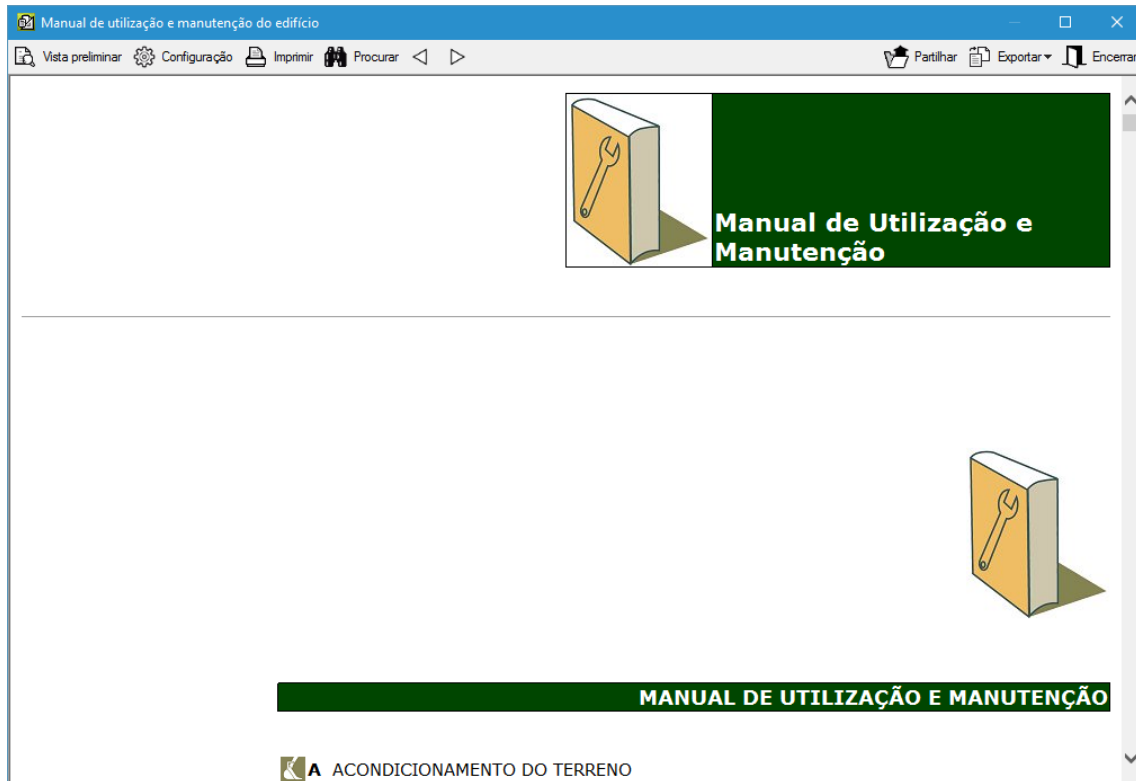 Manual de utilização e manutenção do edifício
Vista preliminar Configuração Imprimir Procurar Partilhar Exportar Encerrar
Manual de Utilização e
Manutenção
MANUAL DE UTILIZAÇÃO E MANUTENÇÃO
A ACONDICIONAMENTO DO TERRENO